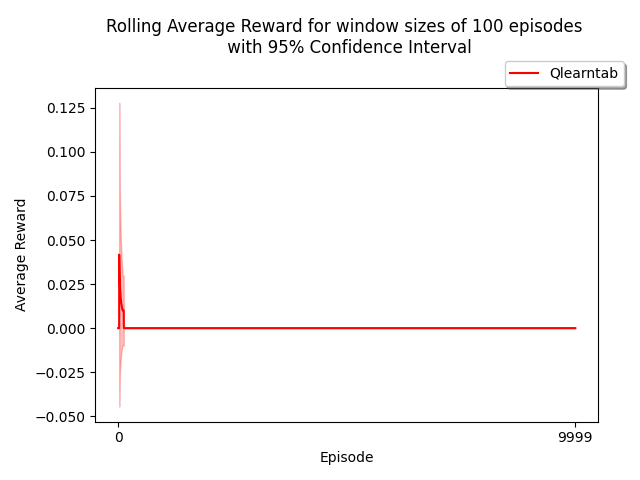 Rolling Average Reward for window sizes of 100 episodes
with 95% Confidence Interval
Qlearntab
0.125
0.100
0.075
0.050
0.025
0.000
−0.025
−0.050
Average Reward
0
9999
Episode